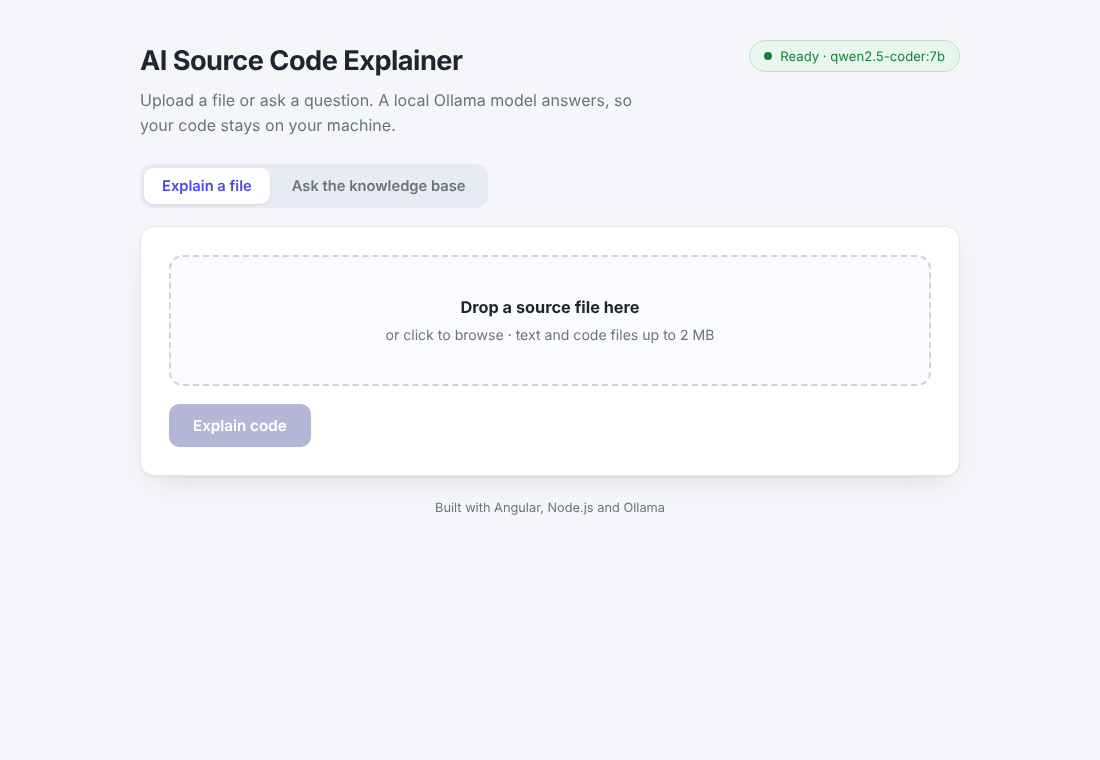 AI Source Code Explainer
Ready · qwen2.5-coder:7b
Upload a file or ask a question. A local Ollama model answers, so
your code stays on your machine.
Explain a file
Ask the knowledge base
Drop a source file here
or click to browse · text and code files up to 2 MB
Explain code
Built with Angular, Node.js and Ollama